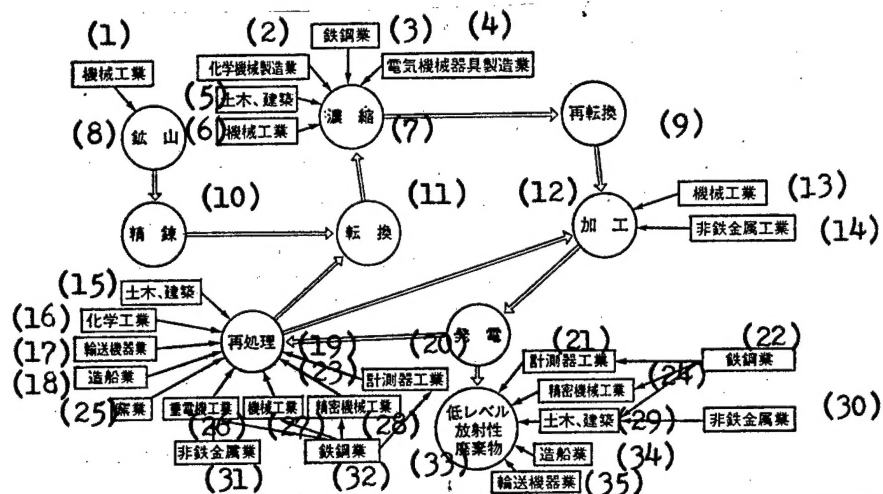 (1)
(2)
鉄鋼業
(3)
(4)
機械工業
化学機械製造業
電気機械器具製造業
(5)
土木、建築
(6)
機械工業
濃縮
(7)
再転換
(9)
(8)
鉱山
(10)
(11)
(12)
機械工業
(13)
精錬
転換
加工
非鉄金属工業
(14)
(15)
土木、建築
(16)
化学工業
(17)
輸送機器業
(18)
造船業
再処理
(19)
(20)
発電
(21)
(22)
(23)
計測器工業
計測器工業
鉄鋼業
(24)
精密機械工業
(25)
窯業
重電機工業
機械工業
精密機械工業
低レベル
放射性
廃棄物
土木、建築
(29)
非鉄金属業
(30)
(26)
(27)
(28)
非鉄金属業
鉄鋼業
(31)
(32)
(33)
造船業
(34)
輸送機器業
(35)